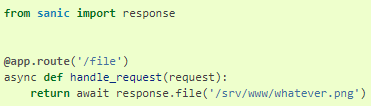 from sanic import response
@app.route('/file')
async def handle_request(request):
    return await response.file('/srv/www/whatever.png')